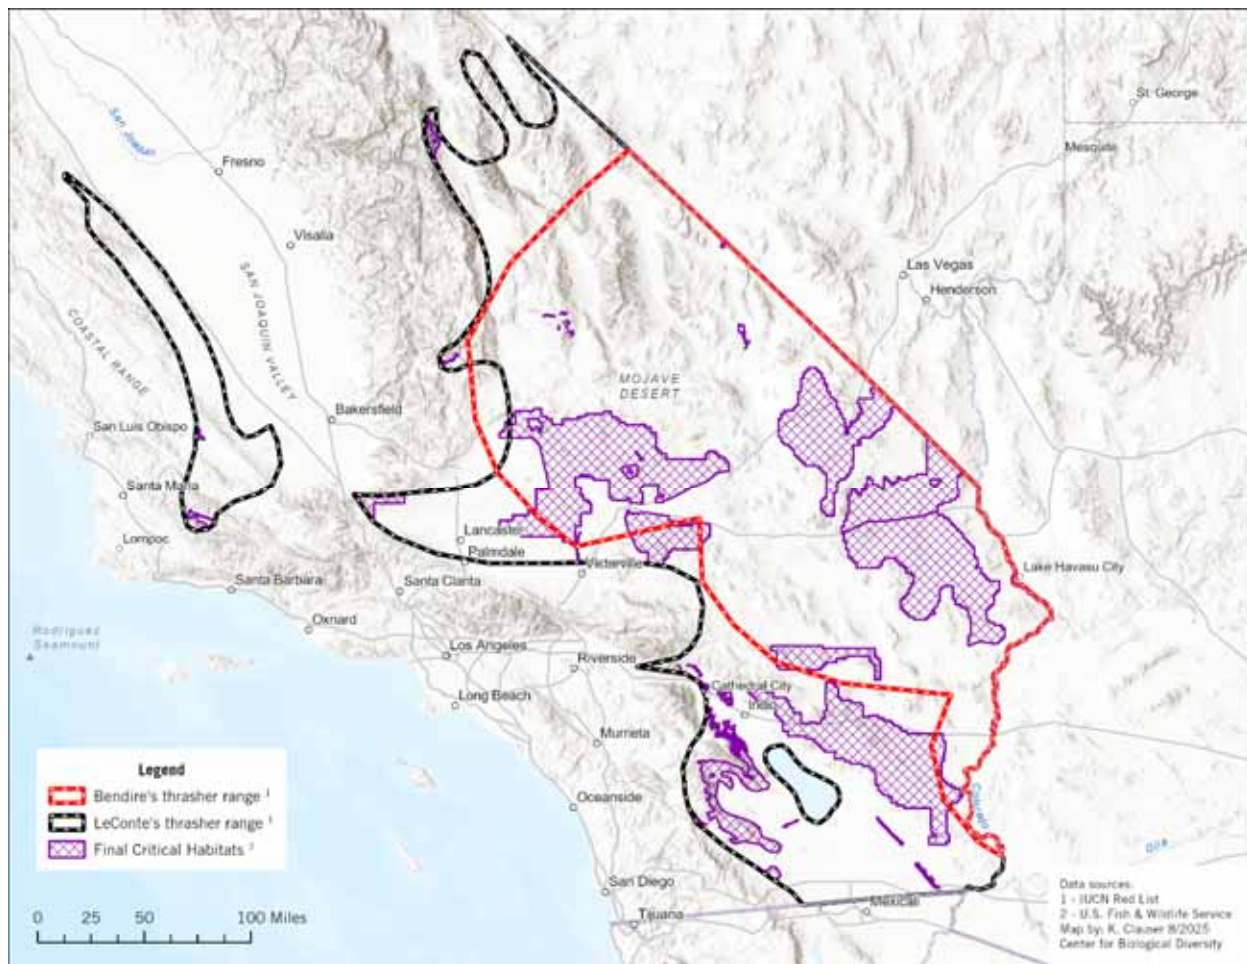 St. George
San Joaquin
Mesquite
Fresno
Visalia
Las Vegas
Henderson
SAN JOAQUIN VALLEY
COASTAL RANGE
MOJAVE
DESERT
Bakersfield
San Luis Obispo
Santa Maria
Lancaster
Lompoc
Palmdale
Victorville
Santa Clarita
Lake Havasu City
Santa Barbara
Oxnard
Rodriguez
Seamount
Los Angeles
Riverside
Cathedral City
Long Beach
Indio
Murrieta
Legend
Bendire's thrasher range 1
LeConte's thrasher range 1
Final Critical Habitats 2
Oceanside
Colorado
Gila
San Diego
Mexicali
Tijuana
0 25 50 100 Miles
Data sources:
1 - IUCN Red List
2 - U.S. Fish & Wildlife Service
Map by: K. Clauser 8/2025
Center for Biological Diversity